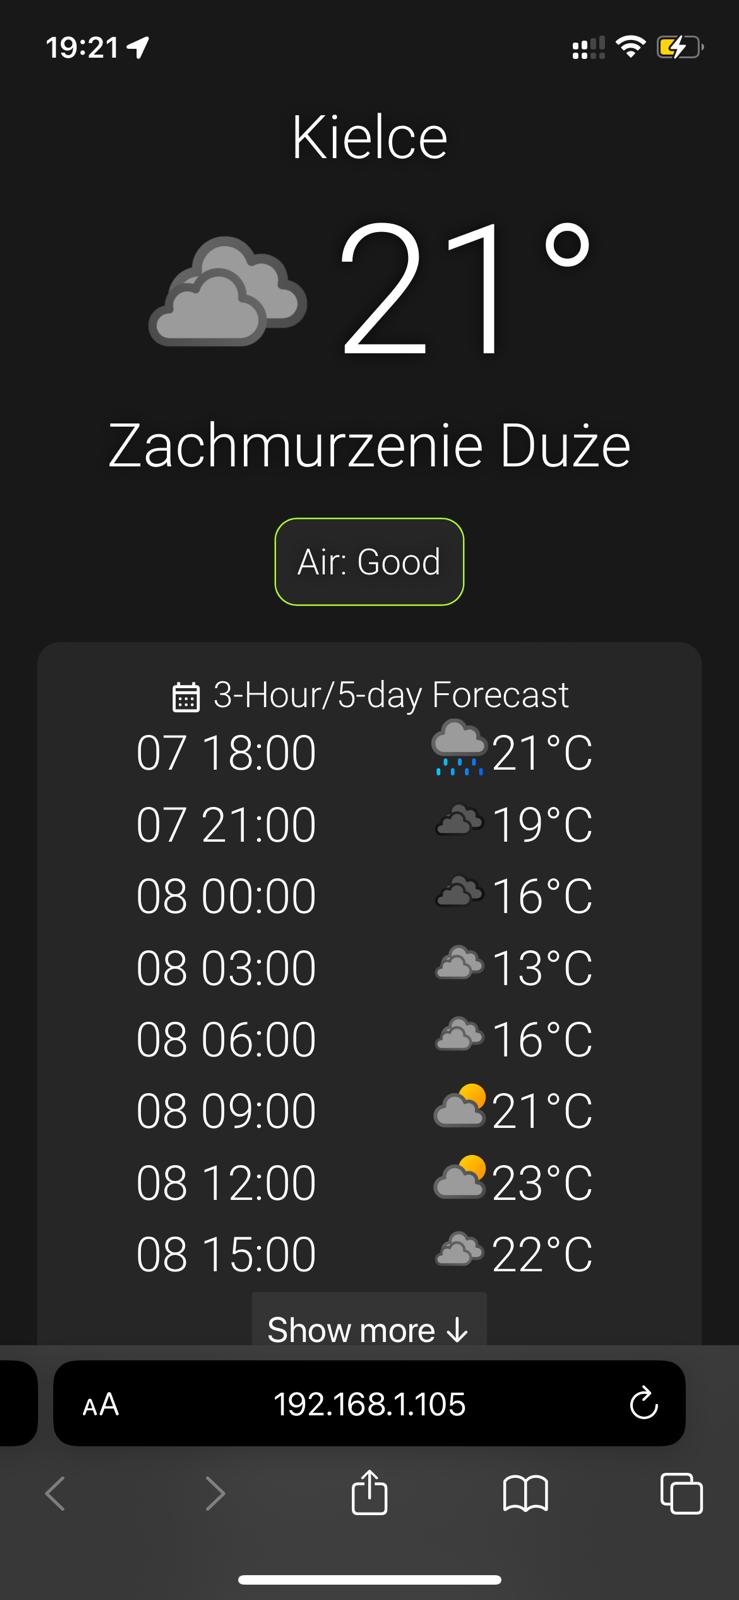 19:21
Kielce
21°
Zachmurzenie Duże
Air: Good
3-Hour/5-day Forecast
07 18:00 21°C
07 21:00 19°C
08 00:00 16°C
08 03:00 13°C
08 06:00 16°C
08 09:00 21°C
08 12:00 23°C
08 15:00 22°C
Show more ↓
AA 192.168.1.105